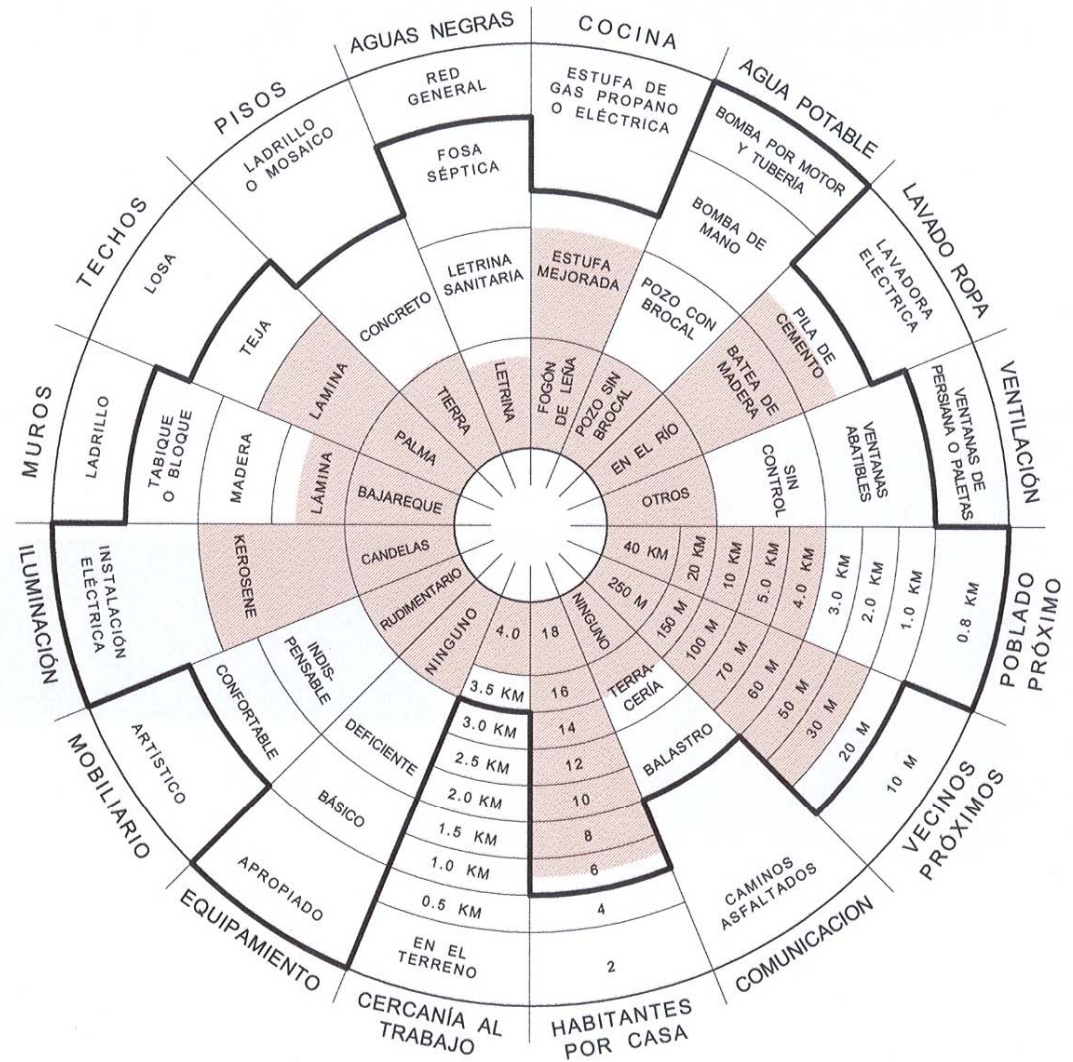 AGUAS NEGRAS
RED
GENERAL
FOSA
SÉPTICA
LETRINA
SANITARIA
LETRINA
COCINA
ESTUFA DE
GAS PROPANO
O ELÉCTRICA
ESTUFA
MEJORADA
FOGÓN
DE LEÑA
AGUA POTABLE
BOMBA POR MOTOR
Y TUBERÍA
BOMBA DE
MANO
POZO CON
BROCAL
POZO SIN
BROCAL
LAVADO ROPA
LAVADORA
ELÉCTRICA
PILA DE
CEMENTO
BATEA DE
MADERA
EN EL RÍO
VENTILACIÓN
VENTANAS DE
PERSIANA O PALETAS
VENTANAS
ABATIBLES
SIN
CONTROL
OTROS
POBLADO
PRÓXIMO
0.8 KM
1.0 KM
2.0 KM
3.0 KM
4.0 KM
5.0 KM
10 KM
20 KM
40 KM
VECINOS
PRÓXIMOS
10 M
20 M
30 M
50 M
60 M
70 M
100 M
150 M
250 M
COMUNICACION
CAMINOS
ASFALTADOS
BALASTRO
TERRA-
CERÍA
NINGUNO
HABITANTES
POR CASA
2
4
6
8
10
12
14
16
18
CERCANÍA AL
TRABAJO
EN EL
TERRENO
0.5 KM
1.0 KM
1.5 KM
2.0 KM
2.5 KM
3.0 KM
3.5 KM
4.0
EQUIPAMIENTO
APROPIADO
BÁSICO
DEFICIENTE
NINGUNO
MOBILIARIO
ARTÍSTICO
CONFORTABLE
INDIS-
PENSABLE
RUDIMENTARIO
ILUMINACIÓN
INSTALACIÓN
ELÉCTRICA
KEROSENE
CANDELAS
MUROS
LADRILLO
TABIQUE
O BLOQUE
MADERA
LÁMINA
BAJAREQUE
TECHOS
LOSA
TEJA
LAMINA
PALMA
PISOS
LADRILLO
O MOSAICO
CONCRETO
TIERRA